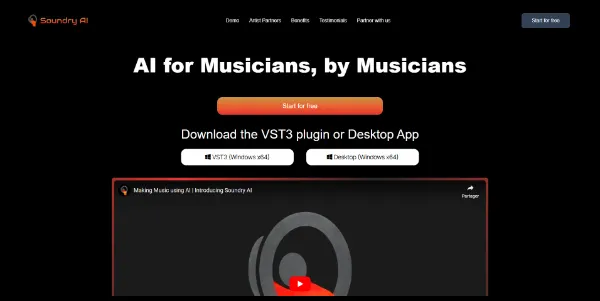 Soundry AI
Demo Artist Partners Benefits Testimonials Partner with us
Start for free
AI for Musicians, by Musicians
Start for free
Download the VST3 plugin or Desktop App
VST3 (Windows x64) Desktop (Windows x64)
Making Music using AI | Introducing Soundry AI
Partager